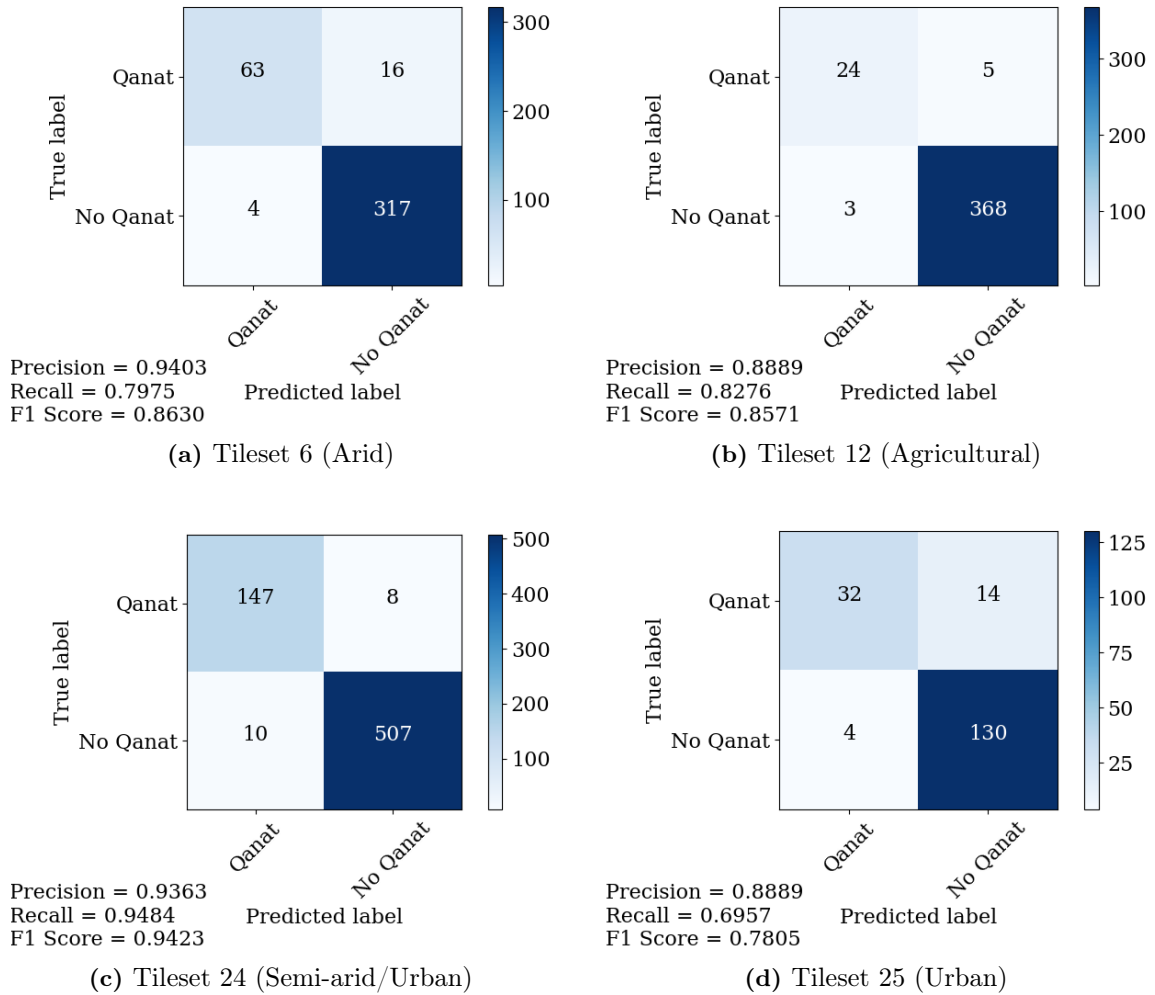 300
200
100
Qanat
No Qanat
True label
63
16
4
317
Qanat
No Qanat
Predicted label
Precision = 0.9403
Recall = 0.7975
F1 Score = 0.8630
(a) Tileset 6 (Arid)
300
200
100
Qanat
No Qanat
True label
24
5
3
368
Qanat
No Qanat
Predicted label
Precision = 0.8889
Recall = 0.8276
F1 Score = 0.8571
(b) Tileset 12 (Agricultural)
500
400
300
200
100
Qanat
No Qanat
True label
147
8
10
507
Qanat
No Qanat
Predicted label
Precision = 0.9363
Recall = 0.9484
F1 Score = 0.9423
(c) Tileset 24 (Semi-arid/Urban)
125
100
75
50
25
Qanat
No Qanat
True label
32
14
4
130
Qanat
No Qanat
Predicted label
Precision = 0.8889
Recall = 0.6957
F1 Score = 0.7805
(d) Tileset 25 (Urban)